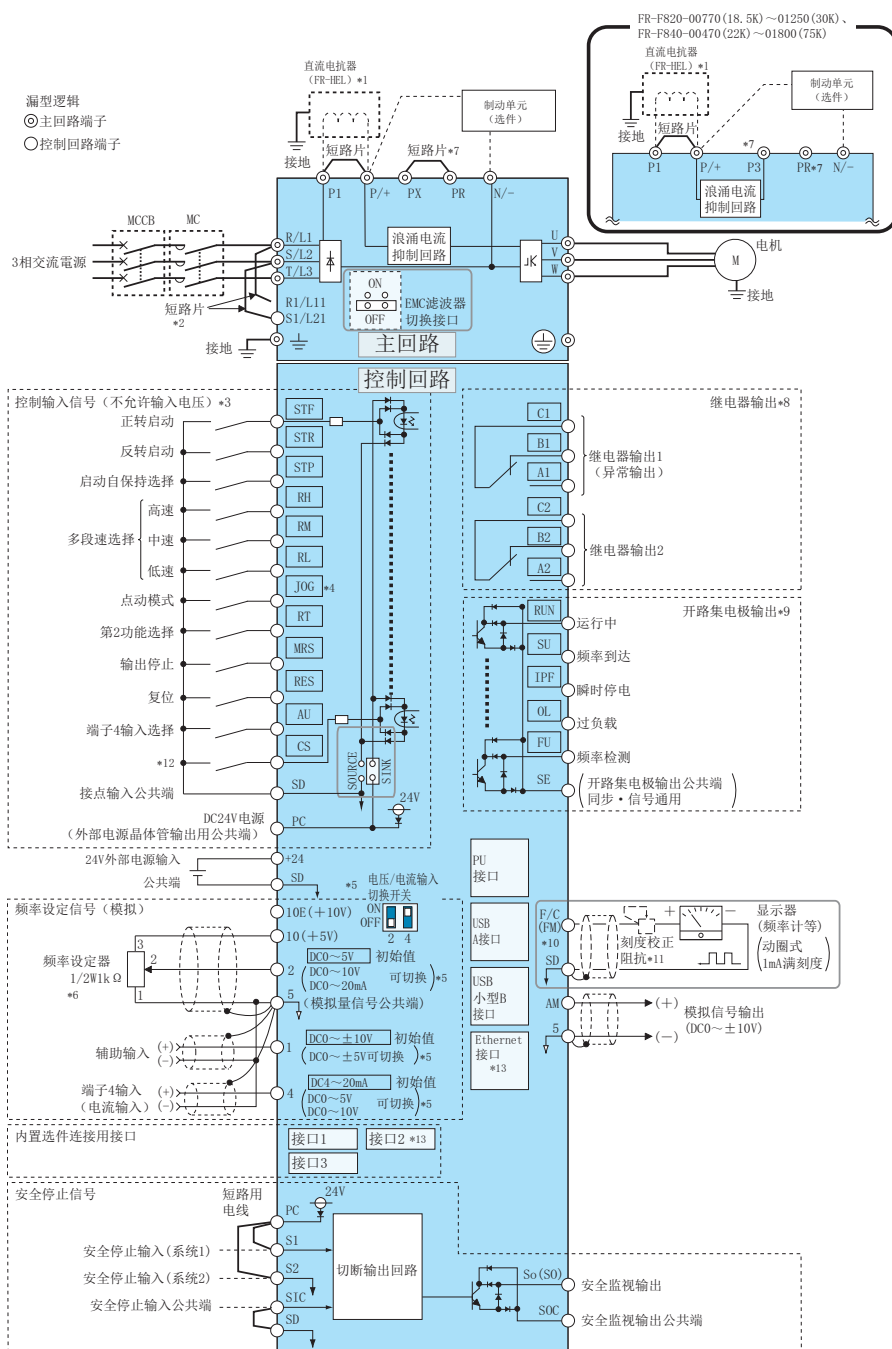 FR-F820-00770(18.5K)～01250(30K)、
FR-F840-00470(22K)～01800(75K)
直流电抗器
(FR-HEL) *1
制动单元
(选件)
接地
短路片
*7
P1
P/+
P3
PR*7
N/-
浪涌电流
抑制回路
漏型逻辑
主回路端子
控制回路端子
直流电抗器
(FR-HEL) *1
制动单元
(选件)
接地
短路片
短路片*7
P1
P/+
PX
PR
N/-
MCCB
MC
3相交流電源
R/L1
S/L2
T/L3
浪涌电流
抑制回路
U
V
W
M
电机
接地
短路片
*2
R1/L11
S1/L21
ON
OFF
EMC滤波器
切换接口
接地
主回路
控制回路
控制输入信号（不允许输入电压）*3
正转启动
STF
反转启动
STR
启动自保持选择
STP
多段速选择
高速
RH
中速
RM
低速
RL
点动模式
JOG
*4
第2功能选择
RT
输出停止
MRS
复位
RES
端子4输入选择
AU
*12
CS
接点输入公共端
SD
SOURCE
SINK
24V
DC24V电源
（外部电源晶体管输出用公共端）
PC
24V外部电源输入
+24
公共端
SD
继电器输出*8
C1
B1
A1
继电器输出1
（异常输出）
C2
B2
A2
继电器输出2
开路集电极输出*9
RUN
运行中
SU
频率到达
IPF
瞬时停电
OL
过负载
FU
频率检测
SE
开路集电极输出公共端
同步・信号通用
PU
接口
USB
A接口
USB
小型B
接口
Ethernet
接口
*13
频率设定信号（模拟）
*5
电压/电流输入
切换开关
ON
OFF
2 4
10E(＋10V)
10(＋5V)
频率设定器
1/2W1kΩ
*6
3
2
1
2
DC0～5V
初始值
DC0～10V
DC0～20mA
可切换
*5
5
(模拟量信号公共端)
辅助输入
(+)
(-)
1
DC0～±10V
初始值
(DC0～±5V可切换)
*5
端子4输入
（电流输入）
(+)
(-)
4
DC4～20mA
初始值
DC0～5V
DC0～10V
可切换
*5
F/C
(FM)
*10
SD
刻度校正
阻抗*11
+
-
显示器
(频率计等)
动圈式
1mA满刻度
AM
5
(+)
(-)
模拟信号输出
(DC0～±10V)
内置选件连接用接口
接口1
接口2 *13
接口3
安全停止信号
短路用
电线
24V
PC
安全停止输入(系统1)
S1
安全停止输入(系统2)
S2
安全停止输入公共端
SIC
SD
切断输出回路
So(SO)
安全监视输出
SOC
安全监视输出公共端